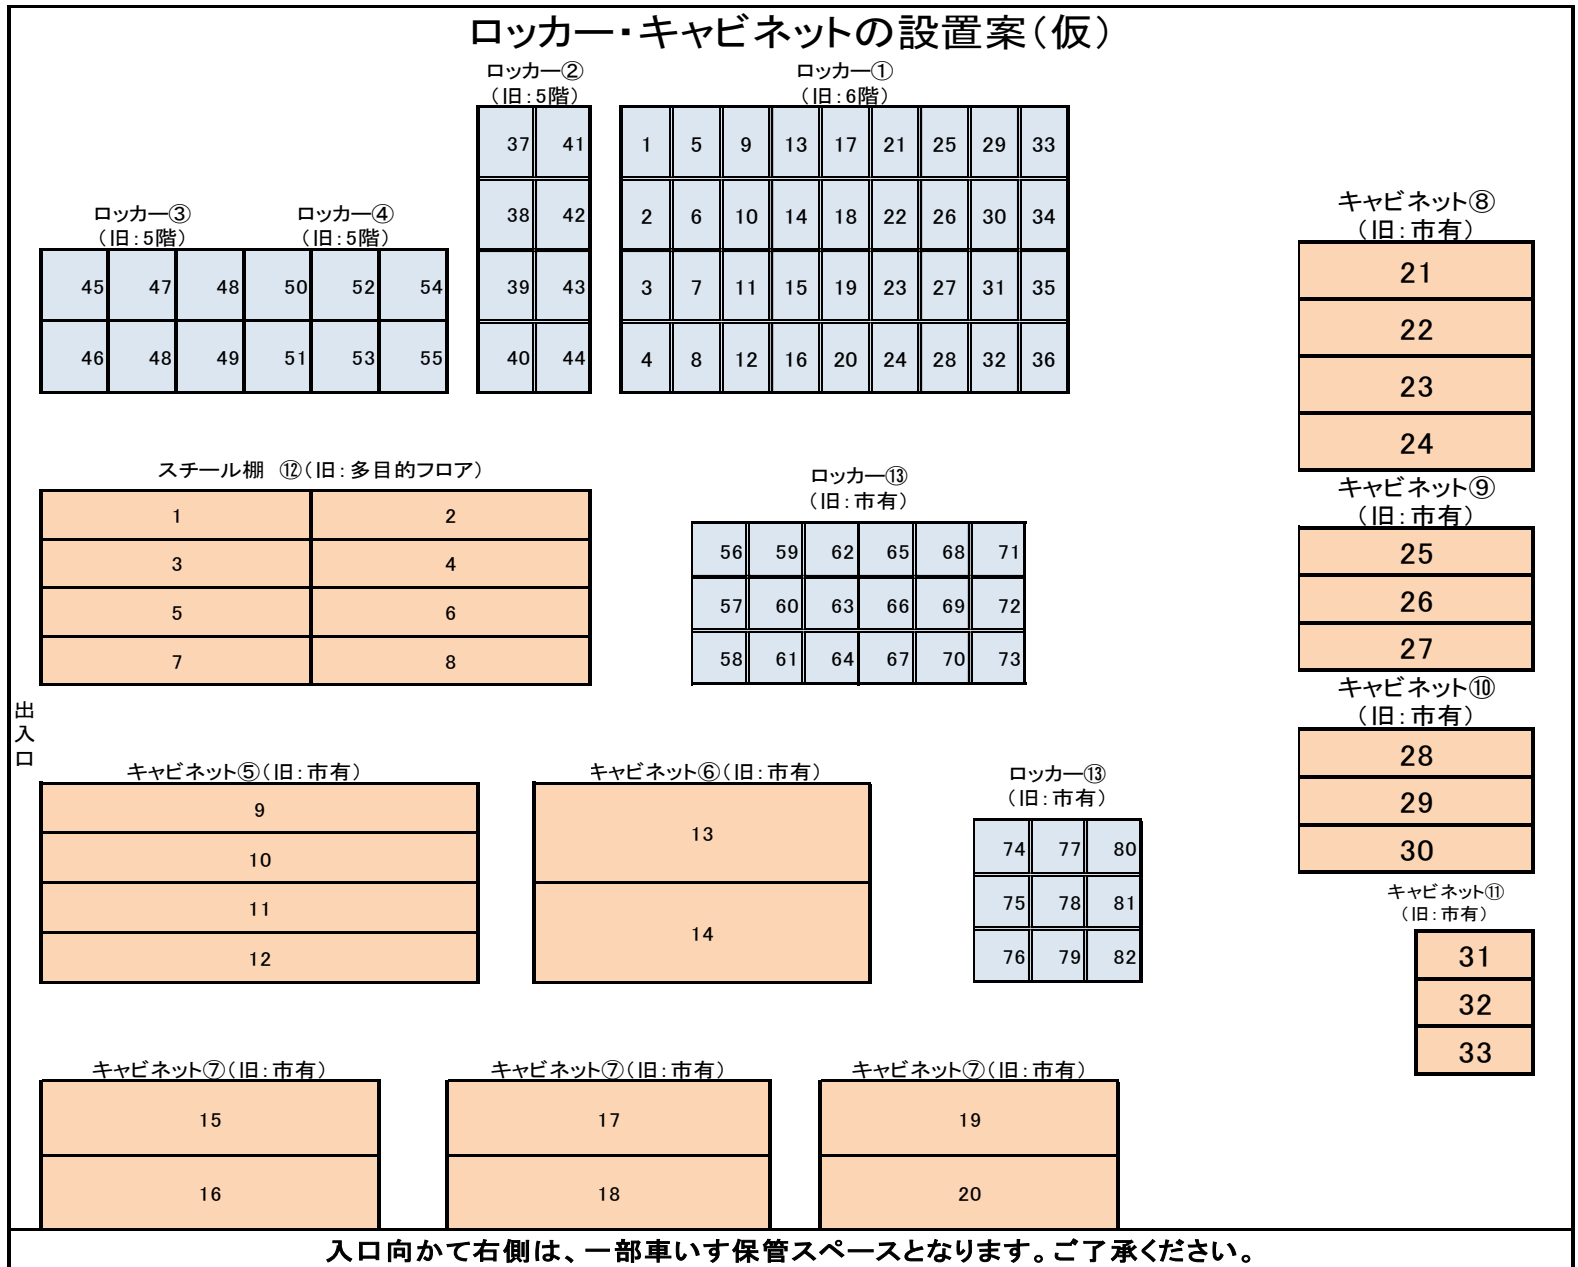 ロッカー・キャビネットの設置案(仮)
ロッカー②
(旧:5階)
ロッカー①
(旧:6階)
37 41 1 5 9 13 17 21 25 29 33
38 42 2 6 10 14 18 22 26 30 34
39 43 3 7 11 15 19 23 27 31 35
40 44 4 8 12 16 20 24 28 32 36
ロッカー③
(旧:5階)
ロッカー④
(旧:5階)
45 47 48 50 52 54
46 48 49 51 53 55
キャビネット⑧
(旧:市有)
21
22
23
24
スチール棚 ⑫(旧:多目的フロア)
1 2
3 4
5 6
7 8
ロッカー⑬
(旧:市有)
56 59 62 65 68 71
57 60 63 66 69 72
58 61 64 67 70 73
キャビネット⑨
(旧:市有)
25
26
27
キャビネット⑩
(旧:市有)
28
29
30
出
入
口
キャビネット⑤(旧:市有)
9
10
11
12
キャビネット⑥(旧:市有)
13
14
ロッカー⑬
(旧:市有)
74 77 80
75 78 81
76 79 82
キャビネット⑪
(旧:市有)
31
32
33
キャビネット⑦(旧:市有)
15
16
キャビネット⑦(旧:市有)
17
18
キャビネット⑦(旧:市有)
19
20
入口向かて右側は、一部車いす保管スペースとなります。ご了承ください。